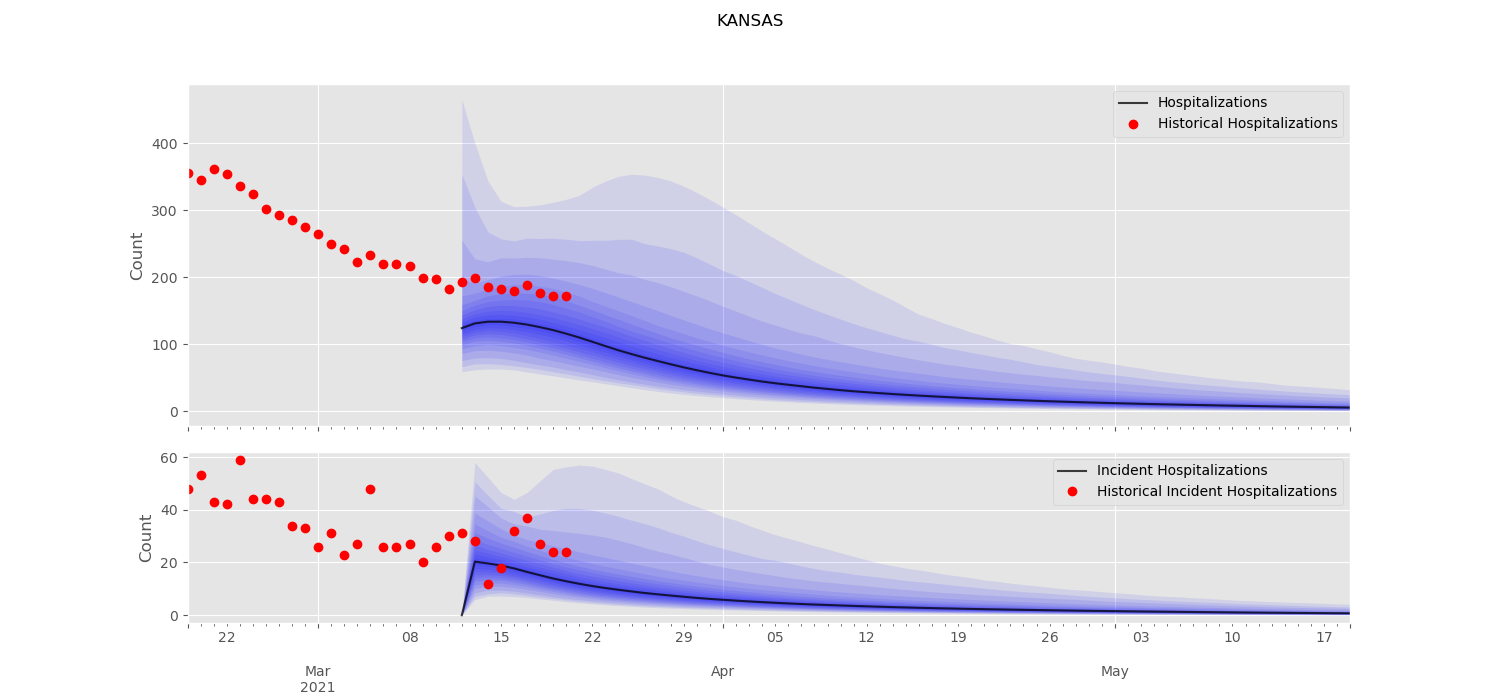 KANSAS
Hospitalizations
Historical Hospitalizations
Count
400
300
200
100
0
Incident Hospitalizations
Historical Incident Hospitalizations
Count
60
40
20
0
22 08 15 22 29 05 12 19 26 03 10 17
Mar Apr May
2021